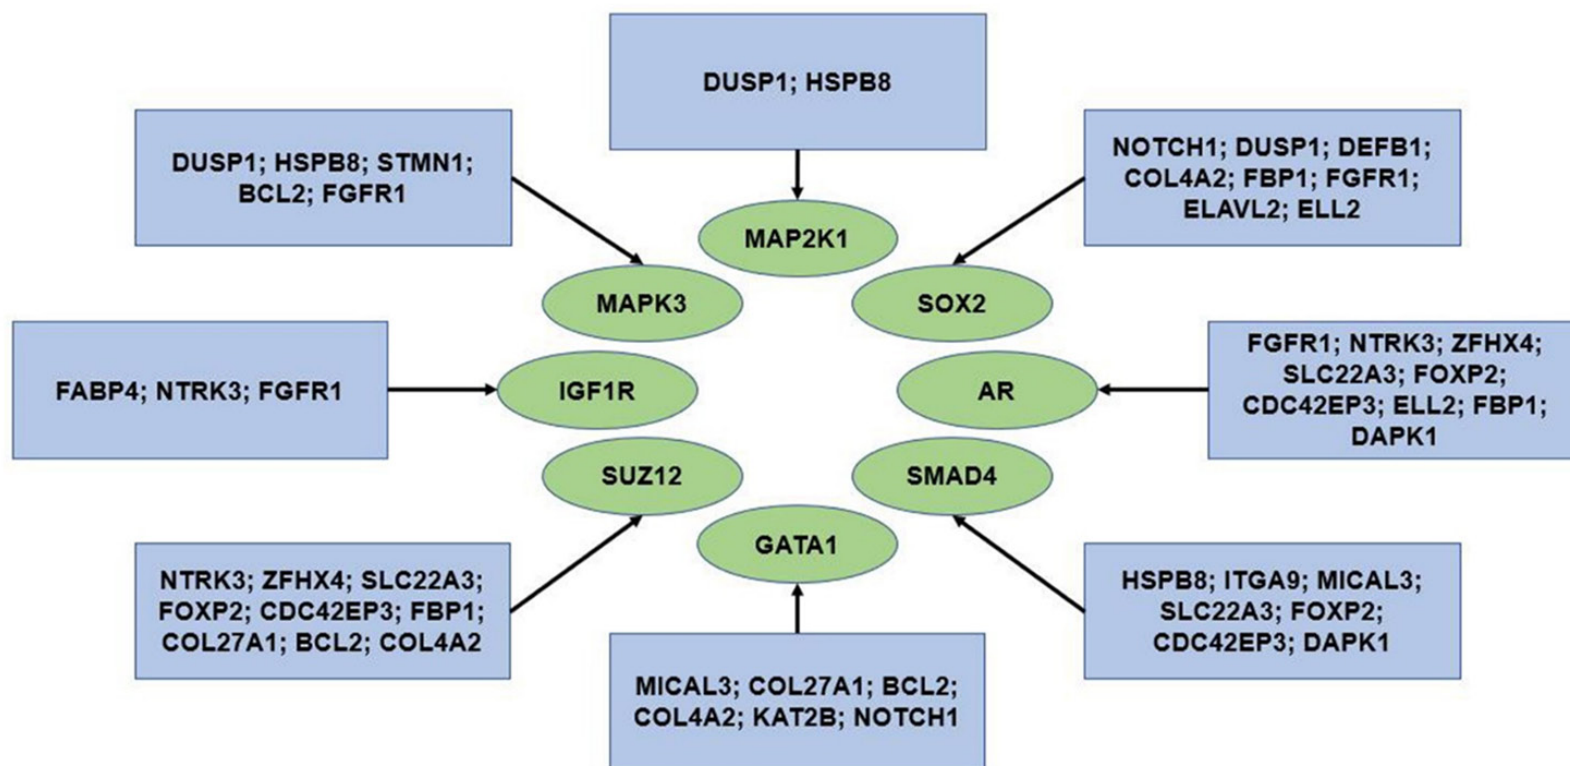 DUSP1; HSPB8
DUSP1; HSPB8; STMN1;
BCL2; FGFR1
NOTCH1; DUSP1; DEFB1;
COL4A2; FBP1; FGFR1;
ELAVL2; ELL2
MAP2K1
MAPK3
SOX2
FABP4; NTRK3; FGFR1
IGF1R
AR
FGFR1; NTRK3; ZFHX4;
SLC22A3; FOXP2;
CDC42EP3; ELL2; FBP1;
DAPK1
SUZ12
SMAD4
GATA1
NTRK3; ZFHX4; SLC22A3;
FOXP2; CDC42EP3; FBP1;
COL27A1; BCL2; COL4A2
HSPB8; ITGA9; MICAL3;
SLC22A3; FOXP2;
CDC42EP3; DAPK1
MICAL3; COL27A1; BCL2;
COL4A2; KAT2B; NOTCH1